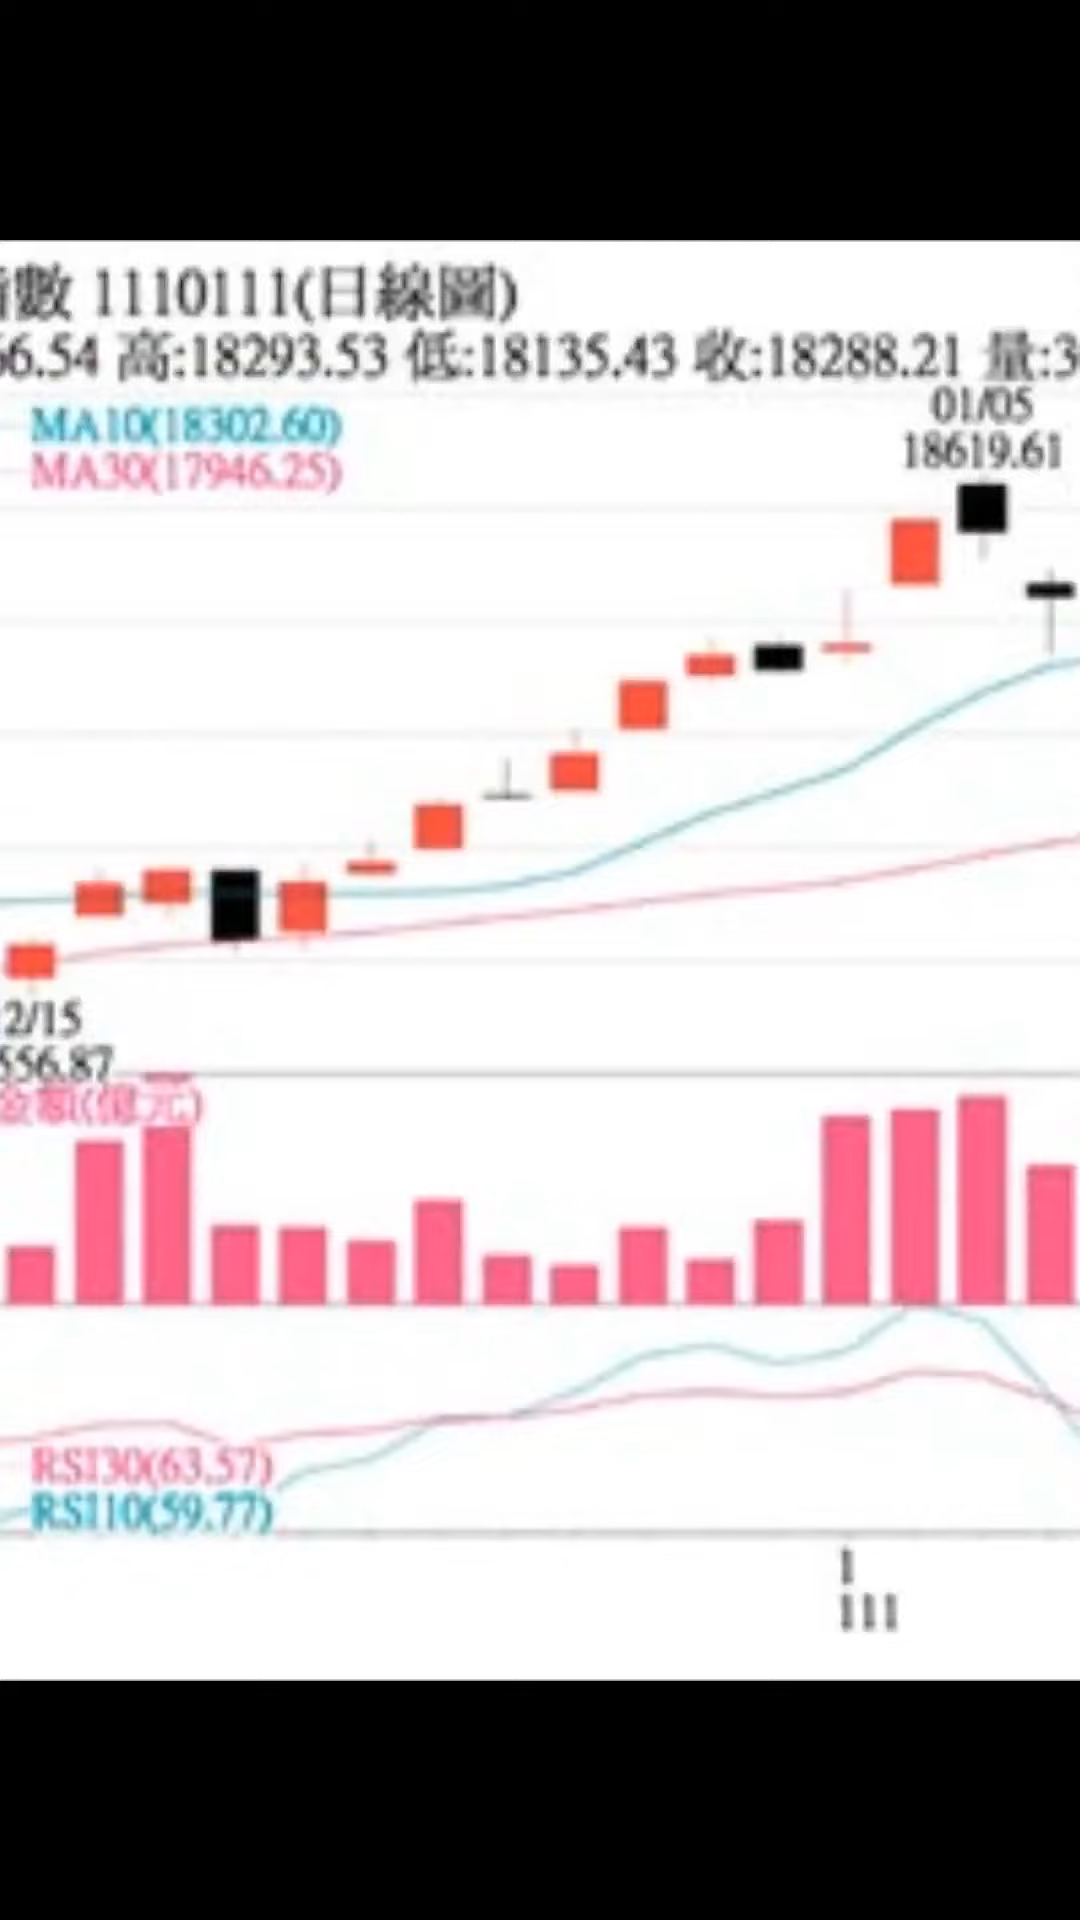 數 1110111(日線圖)
66.54 高:18293.53 低:18135.43 收:18288.21 量:3
01/05
18619.61
MA10(18302.60)
MA30(17946.25)
2/15
556.87
金額(億元)
RSI30(63.57)
RSI10(59.77)
1
111